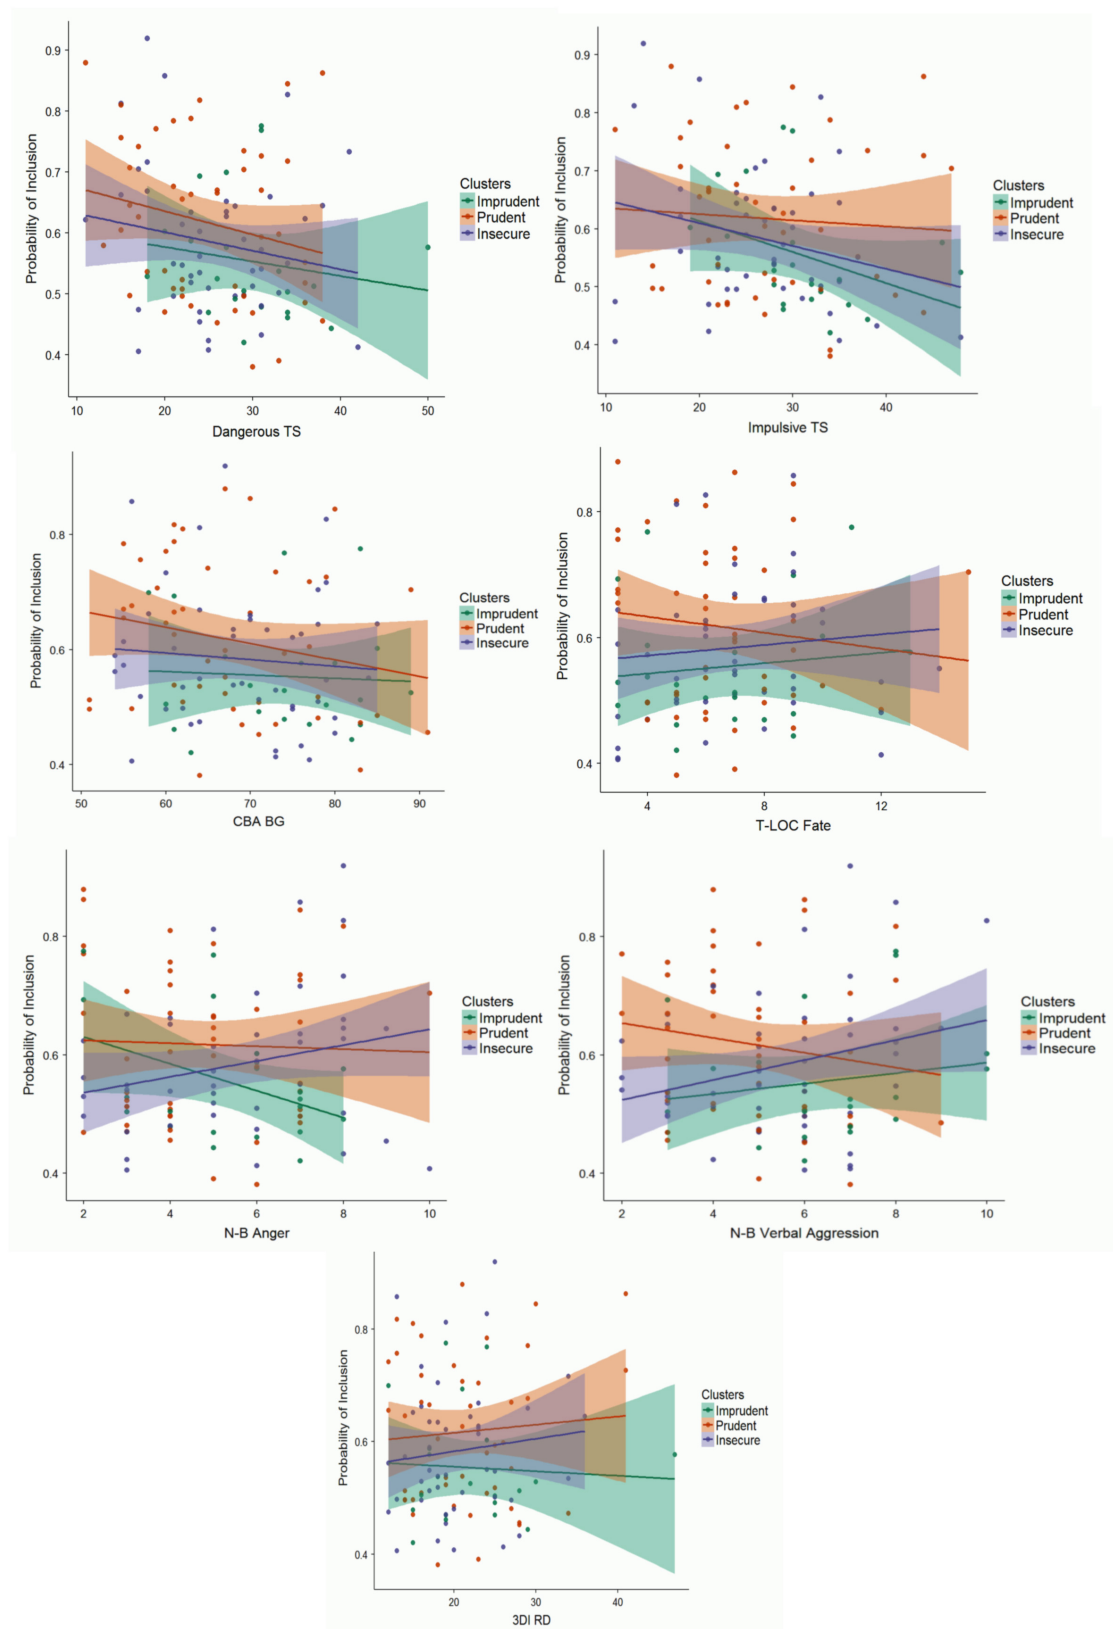 0.9
0.8
0.7
0.6
0.5
0.4
10 20 30 40 50
Probability of Inclusion
Dangerous TS
Clusters
Imprudent
Prudent
Insecure
0.9
0.8
0.7
0.6
0.5
0.4
10 20 30 40
Probability of Inclusion
Impulsive TS
Clusters
Imprudent
Prudent
Insecure
0.8
0.6
0.4
50 60 70 80 90
Probability of Inclusion
CBA BG
Clusters
Imprudent
Prudent
Insecure
0.8
0.6
0.4
4 8 12
Probability of Inclusion
T-LOC Fate
Clusters
Imprudent
Prudent
Insecure
0.8
0.6
0.4
2 4 6 8 10
Probability of Inclusion
N-B Anger
Clusters
Imprudent
Prudent
Insecure
0.8
0.6
0.4
2 4 6 8 10
Probability of Inclusion
N-B Verbal Aggression
Clusters
Imprudent
Prudent
Insecure
0.8
0.6
0.4
20 30 40
Probability of Inclusion
3DI RD
Clusters
Imprudent
Prudent
Insecure